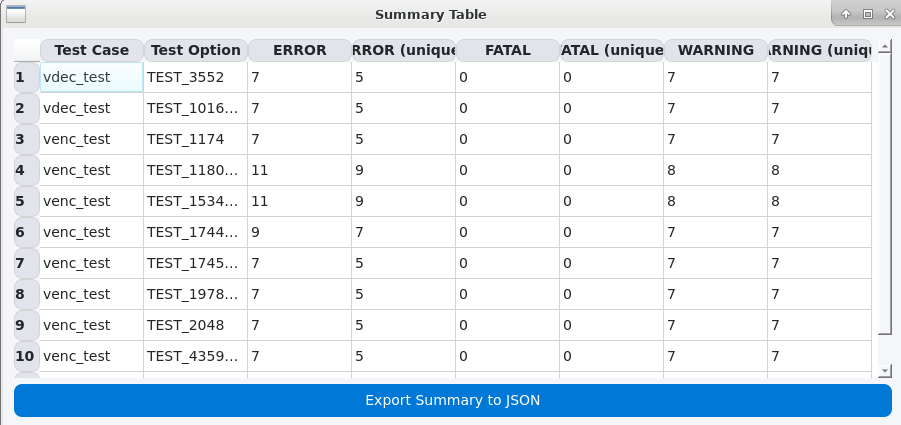 Summary Table
Test Case Test Option ERROR RROR (unique FATAL ATAL (unique WARNING RNING (uniqu
1 vdec_test TEST_3552 7 5 0 0 7 7
2 vdec_test TEST_1016... 7 5 0 0 7 7
3 venc_test TEST_1174 7 5 0 0 7 7
4 venc_test TEST_1180... 11 9 0 0 8 8
5 venc_test TEST_1534... 11 9 0 0 8 8
6 venc_test TEST_1744... 9 7 0 0 7 7
7 venc_test TEST_1745... 7 5 0 0 7 7
8 venc_test TEST_1978... 7 5 0 0 7 7
9 venc_test TEST_2048 7 5 0 0 7 7
10 venc_test TEST_4359... 7 5 0 0 7 7
Export Summary to JSON